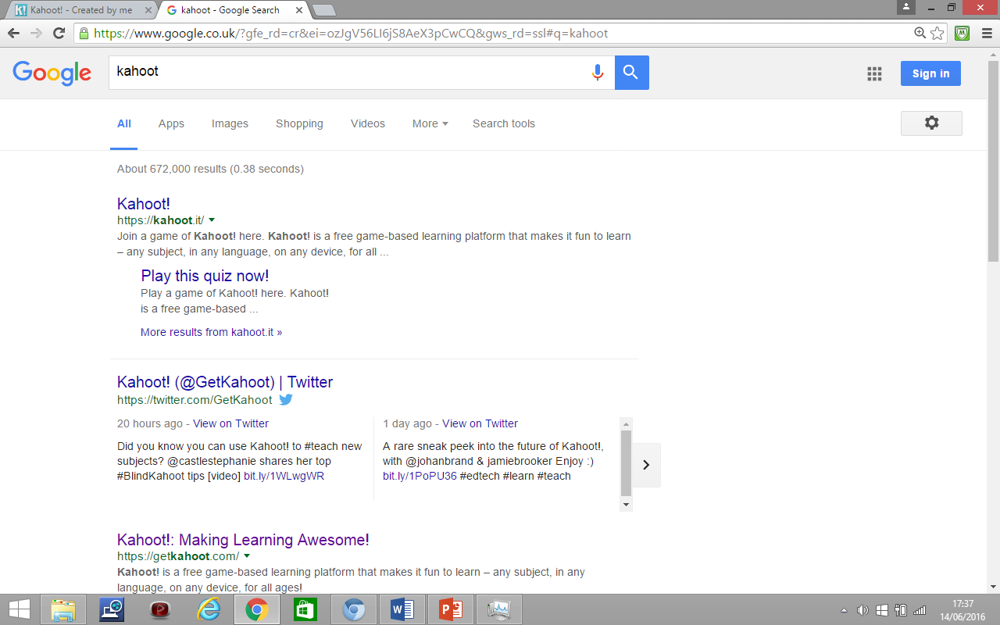 Kahoot! - Created by me
kahoot - Google Search
https://www.google.co.uk/?gfe_rd=cr&ei=ozJgV56LI6jS8AeX3pCwCQ&gws_rd=ssl#q=kahoot
Google
kahoot
Sign in
All Apps Images Shopping Videos More Search tools
About 672,000 results (0.38 seconds)
Kahoot!
https://kahoot.it/
Join a game of Kahoot! here. Kahoot! is a free game-based learning platform that makes it fun to learn
– any subject, in any language, on any device, for all ...
Play this quiz now!
Play a game of Kahoot! here. Kahoot!
is a free game-based ...
More results from kahoot.it »
Kahoot! (@GetKahoot) | Twitter
https://twitter.com/GetKahoot
20 hours ago - View on Twitter
Did you know you can use Kahoot! to #teach new
subjects? @castlestephanie shares her top
#BlindKahoot tips [video] bit.ly/1WLwgWR
1 day ago - View on Twitter
A rare sneak peek into the future of Kahoot!,
with @johanbrand & jamiebrooker Enjoy :)
bit.ly/1PoPU36 #edtech #learn #teach
Kahoot!: Making Learning Awesome!
https://getkahoot.com/
Kahoot! is a free game-based learning platform that makes it fun to learn – any subject, in any
language, on any device, for all ages!
17:37
14/06/2016